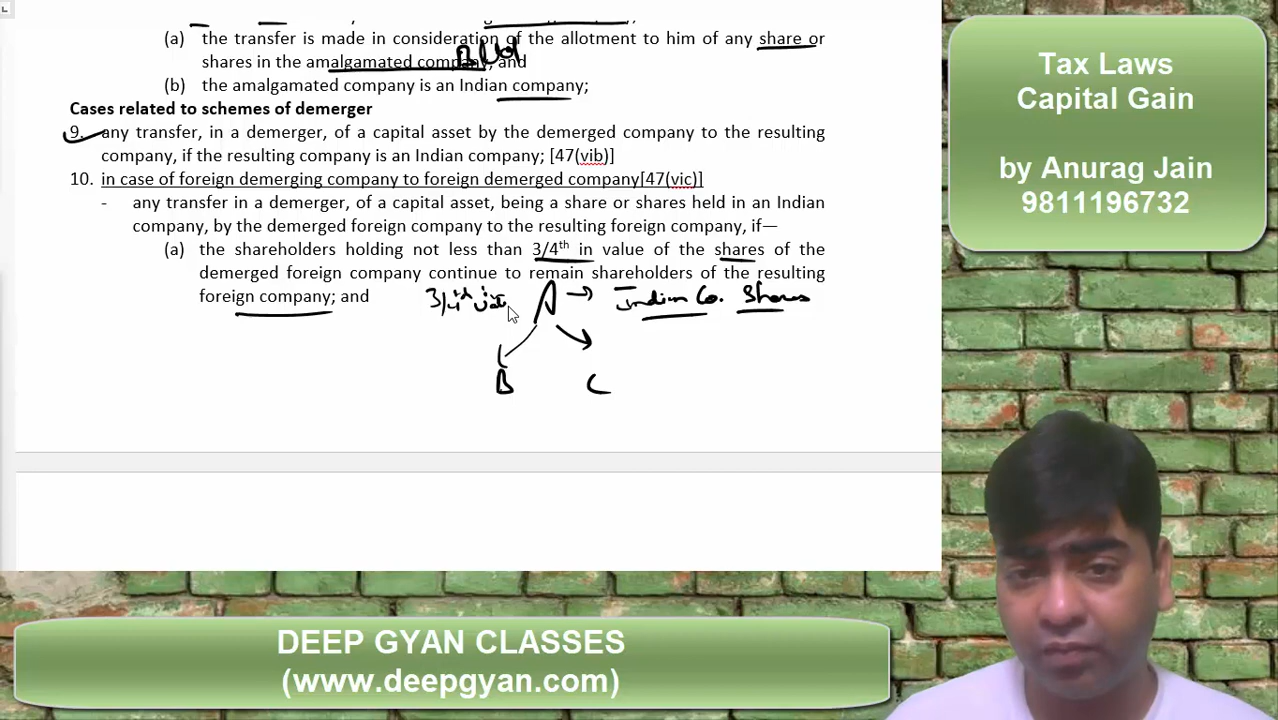 (a) the transfer is made in consideration of the allotment to him of any share or
shares in the amalgamated company, and
(b) the amalgamated company is an Indian company;
Cases related to schemes of demerger
9. any transfer, in a demerger, of a capital asset by the demerged company to the resulting
company, if the resulting company is an Indian company; [47(vib)]
10. in case of foreign demerging company to foreign demerged company[47(vic)]
- any transfer in a demerger, of a capital asset, being a share or shares held in an Indian
company, by the demerged foreign company to the resulting foreign company, if—
(a) the shareholders holding not less than 3/4th in value of the shares of the
demerged foreign company continue to remain shareholders of the resulting
foreign company; and
3/4th A → Indian Co. Shares
B C
Tax Laws
Capital Gain
by Anurag Jain
9811196732
DEEP GYAN CLASSES
(www.deepgyan.com)